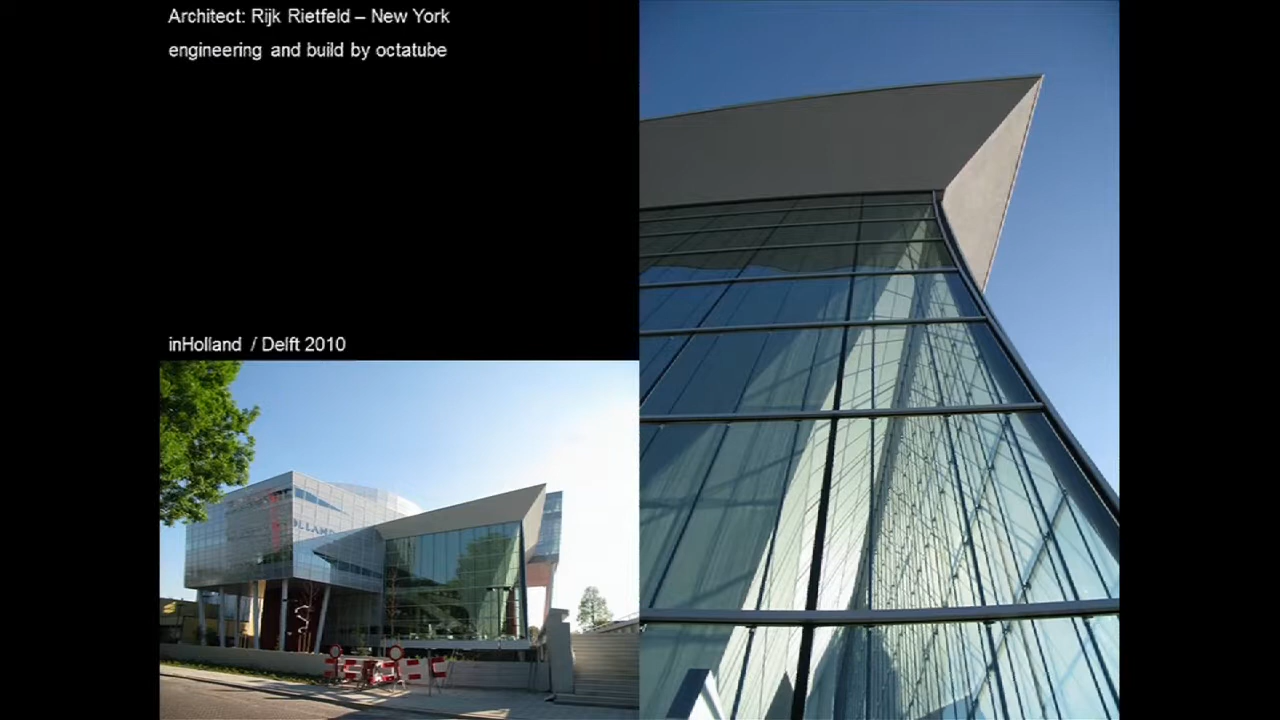 Architect: Rijk Rietfeld – New York
engineering and build by octatube
inHolland / Delft 2010